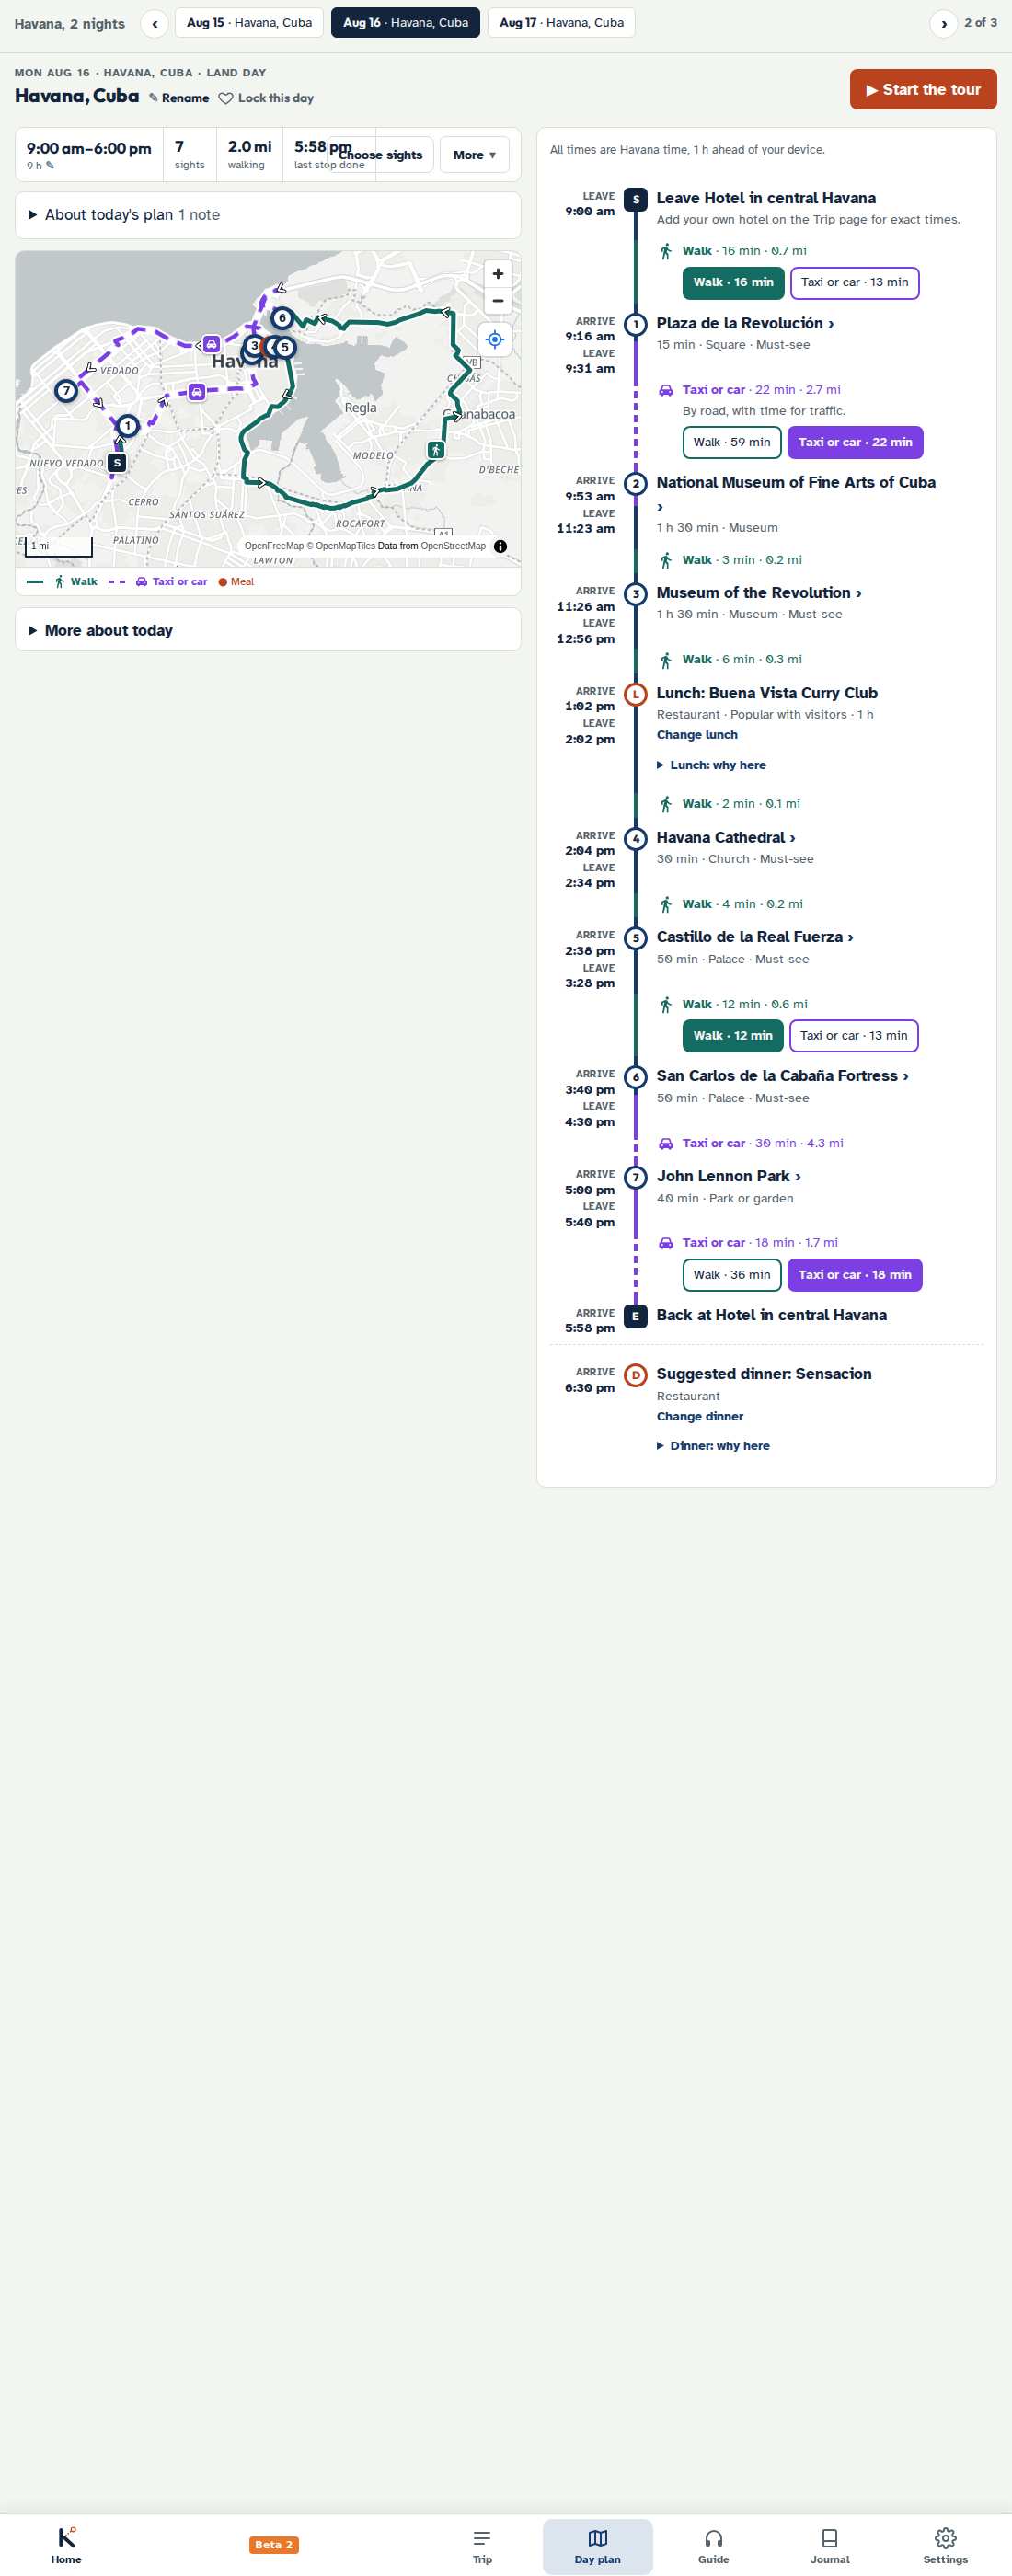 Havana, 2 nights
‹
Aug 15 · Havana, Cuba
Aug 16 · Havana, Cuba
Aug 17 · Havana, Cuba
›
2 of 3
MON AUG 16 · HAVANA, CUBA · LAND DAY
Havana, Cuba ✎ Rename Lock this day
▶ Start the tour
9:00 am–6:00 pm
9 h ✎
7
sights
2.0 mi
walking
5:58 pm
last stop done
Choose sights
More ▼
▶ About today's plan 1 note
6
3
5
Havana
VEDADO
7
1
S
NUEVO VEDADO
Regla
MODELO
D'BECHE
CERRO
SANTOS SUÁREZ
PALATINO
ROCAFORT
LAWTON
+
−
1 mi
OpenFreeMap © OpenMapTiles Data from OpenStreetMap
Walk
Taxi or car
Meal
▶ More about today
All times are Havana time, 1 h ahead of your device.
LEAVE
9:00 am
S
Leave Hotel in central Havana
Add your own hotel on the Trip page for exact times.
Walk · 16 min · 0.7 mi
Walk · 16 min
Taxi or car · 13 min
ARRIVE
9:16 am
LEAVE
9:31 am
1
Plaza de la Revolución ›
15 min · Square · Must-see
Taxi or car · 22 min · 2.7 mi
By road, with time for traffic.
Walk · 59 min
Taxi or car · 22 min
ARRIVE
9:53 am
LEAVE
11:23 am
2
National Museum of Fine Arts of Cuba
›
1 h 30 min · Museum
Walk · 3 min · 0.2 mi
ARRIVE
11:26 am
LEAVE
12:56 pm
3
Museum of the Revolution ›
1 h 30 min · Museum · Must-see
Walk · 6 min · 0.3 mi
ARRIVE
1:02 pm
LEAVE
2:02 pm
L
Lunch: Buena Vista Curry Club
Restaurant · Popular with visitors · 1 h
Change lunch
▶ Lunch: why here
Walk · 2 min · 0.1 mi
ARRIVE
2:04 pm
LEAVE
2:34 pm
4
Havana Cathedral ›
30 min · Church · Must-see
Walk · 4 min · 0.2 mi
ARRIVE
2:38 pm
LEAVE
3:28 pm
5
Castillo de la Real Fuerza ›
50 min · Palace · Must-see
Walk · 12 min · 0.6 mi
Walk · 12 min
Taxi or car · 13 min
ARRIVE
3:40 pm
LEAVE
4:30 pm
6
San Carlos de la Cabaña Fortress ›
50 min · Palace · Must-see
Taxi or car · 30 min · 4.3 mi
ARRIVE
5:00 pm
LEAVE
5:40 pm
7
John Lennon Park ›
40 min · Park or garden
Taxi or car · 18 min · 1.7 mi
Walk · 36 min
Taxi or car · 18 min
ARRIVE
5:58 pm
E
Back at Hotel in central Havana
ARRIVE
6:30 pm
D
Suggested dinner: Sensacion
Restaurant
Change dinner
▶ Dinner: why here
Home
Beta 2
Trip
Day plan
Guide
Journal
Settings